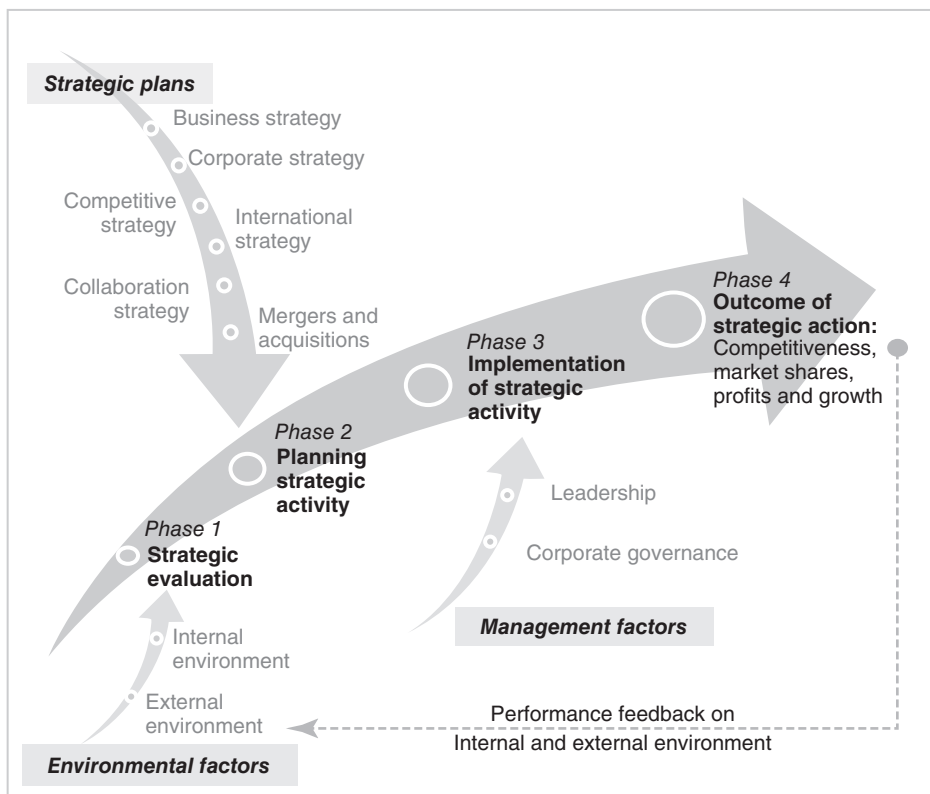 Strategic plans
Business strategy
Corporate strategy
Competitive
strategy
International
strategy
Collaboration
strategy
Mergers and
acquisitions
Phase 4
Outcome of
strategic action:
Competitiveness,
market shares,
profits and growth
Phase 3
Implementation
of strategic
activity
Phase 2
Planning
strategic
activity
Phase 1
Strategic
evaluation
Leadership
Corporate governance
Management factors
Internal
environment
External
environment
Environmental factors
Performance feedback on
Internal and external environment